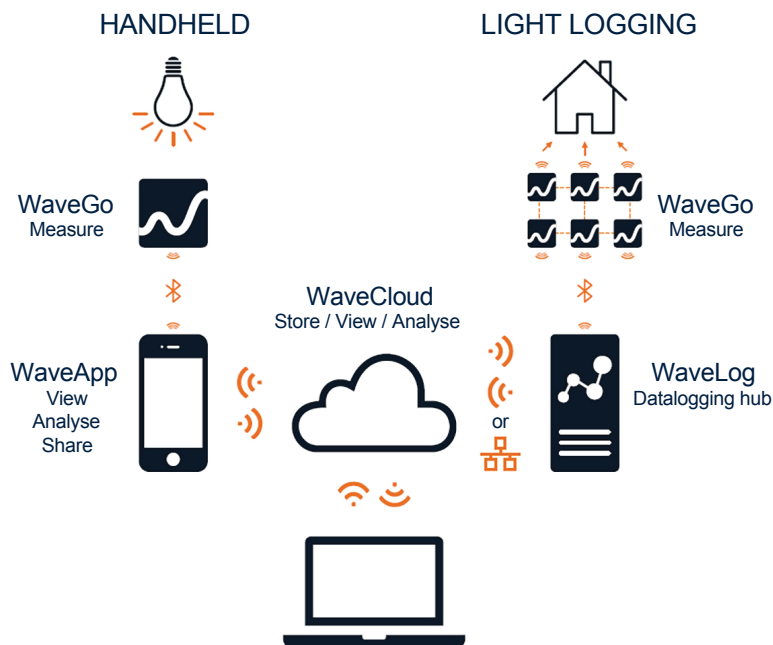 HANDHELD
LIGHT LOGGING
WaveGo
Measure
WaveGo
Measure
WaveCloud
Store / View / Analyse
WaveApp
View
Analyse
Share
or
WaveLog
Datalogging hub